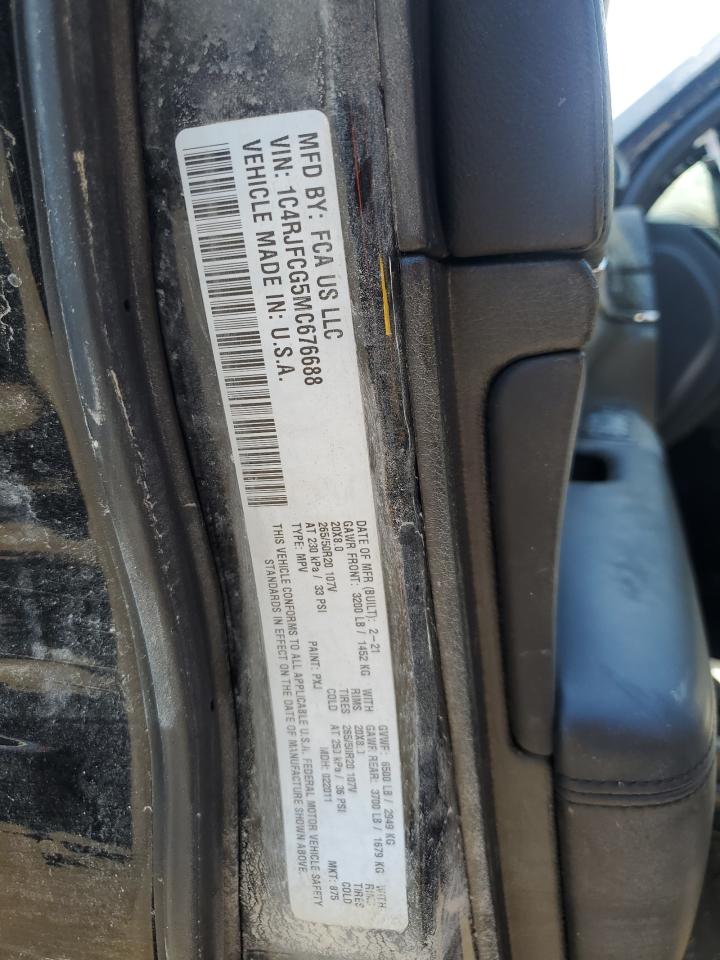 MFD BY: FCA US LLC
VIN: 1C4RJFCG5MC676688
VEHICLE MADE IN: U.S.A.
DATE OF MFR (BUILT): 2-21 GVWR: 6500 LB / 2949 KG
GAWR FRONT: 3200 LB / 1452 KG WITH GAWR REAR: 3700 LB / 1679 KG WITH
20X8.0 RIMS 20X8.0 RIMS
265/50R20 107V TIRES 265/50R20 107V TIRES
AT 230 kPa / 33 PSI COLD AT 250 kPa / 36 PSI COLD
TYPE: MPV PAINT: PXJ MDH: 022011 MKT: 875
THIS VEHICLE CONFORMS TO ALL APPLICABLE U.S.A. FEDERAL MOTOR VEHICLE SAFETY
STANDARDS IN EFFECT ON THE DATE OF MANUFACTURE SHOWN ABOVE.